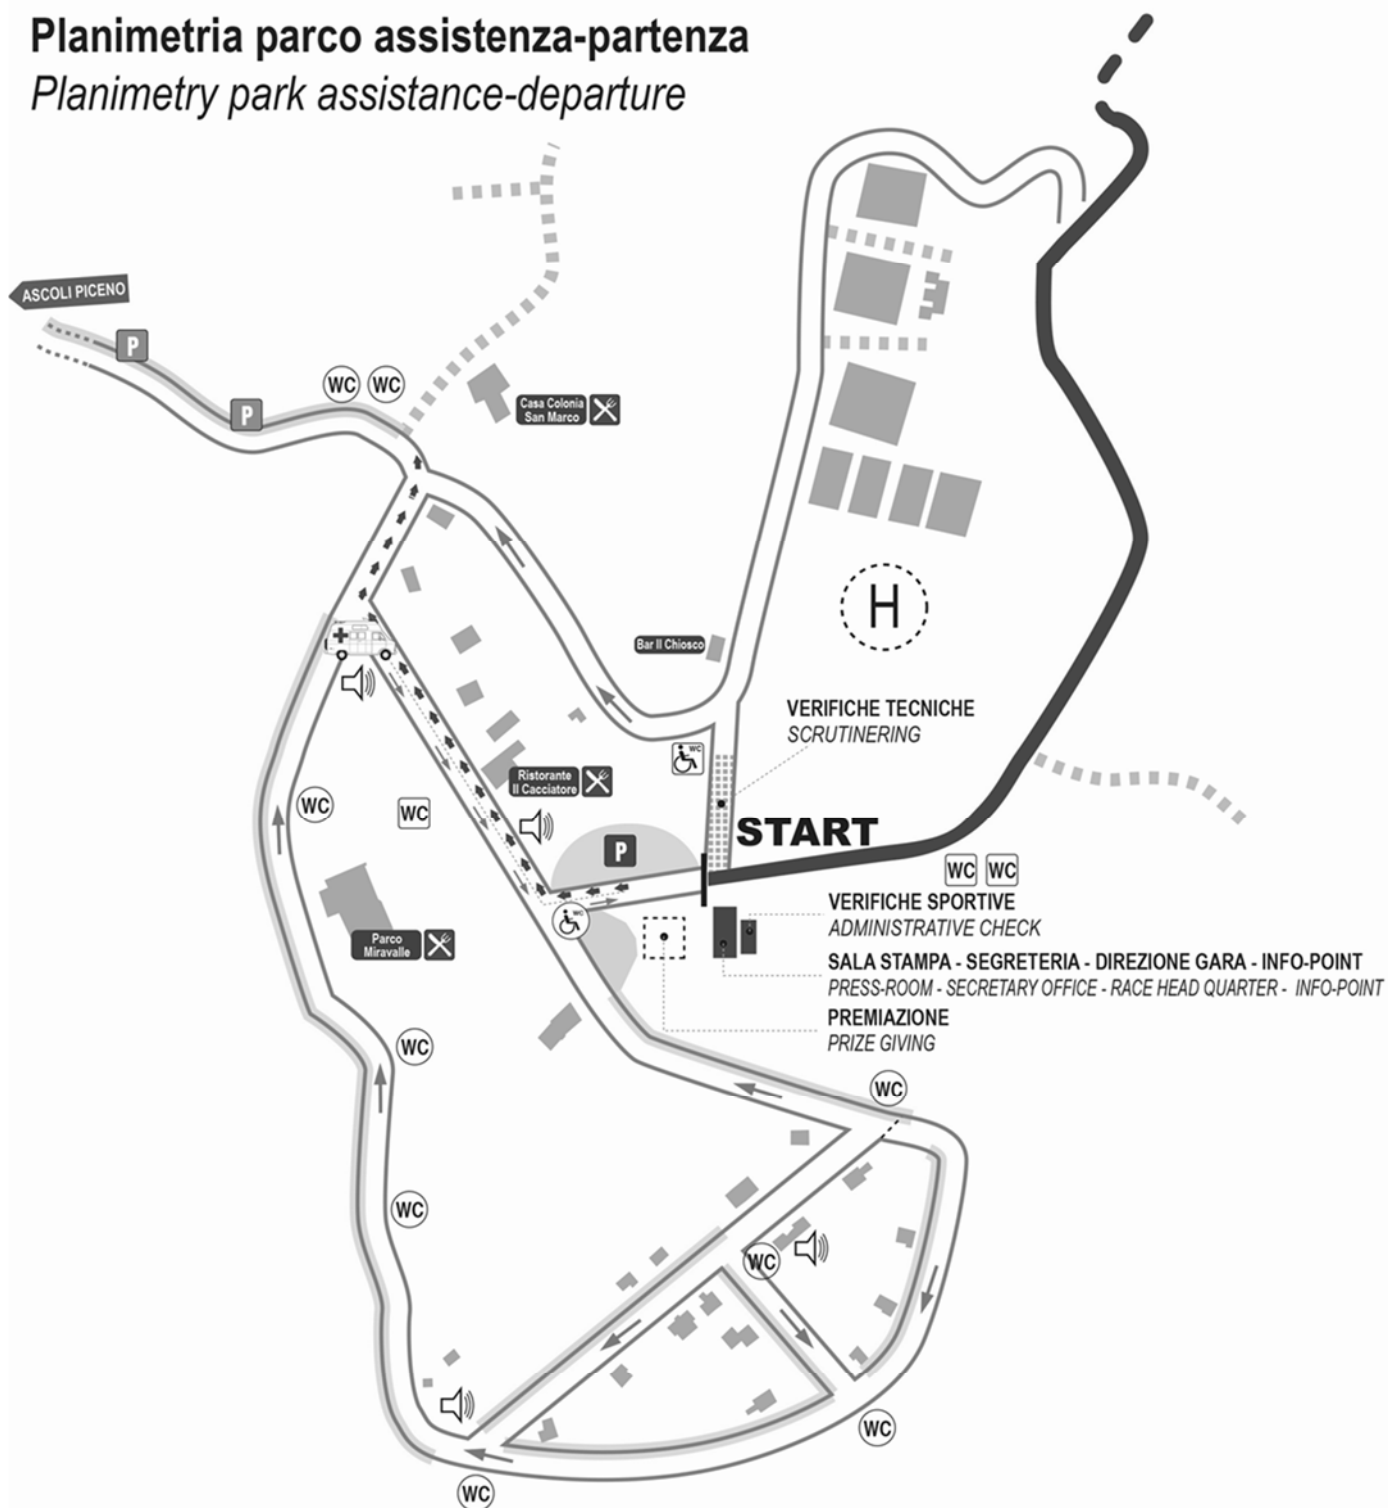 Planimetria parco assistenza-partenza
Planimetry park assistance-departure
ASCOLI PICENO
P
P
WC
WC
Casa Colonia
San Marco
H
Bar Il Chiosco
VERIFICHE TECNICHE
SCRUTINERING
WC
Ristorante
Il Cacciatore
WC
WC
START
P
WC
WC
VERIFICHE SPORTIVE
ADMINISTRATIVE CHECK
WC
Parco
Miravalle
SALA STAMPA - SEGRETERIA - DIREZIONE GARA - INFO-POINT
PRESS-ROOM - SECRETARY OFFICE - RACE HEAD QUARTER - INFO-POINT
PREMIAZIONE
PRIZE GIVING
WC
WC
WC
WC
WC
WC